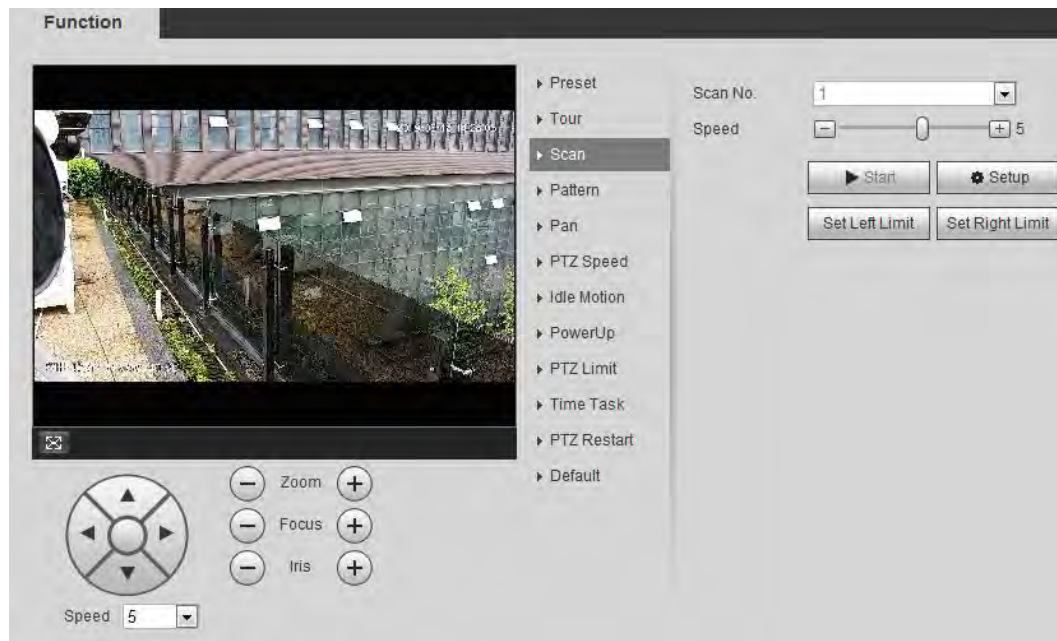 Function
Preset
Tour
Scan
Pattern
Pan
PTZ Speed
Idle Motion
PowerUp
PTZ Limit
Time Task
PTZ Restart
Default
Scan No. 1
Speed 5
Start Setup
Set Left Limit Set Right Limit
Zoom
Focus
Iris
Speed 5